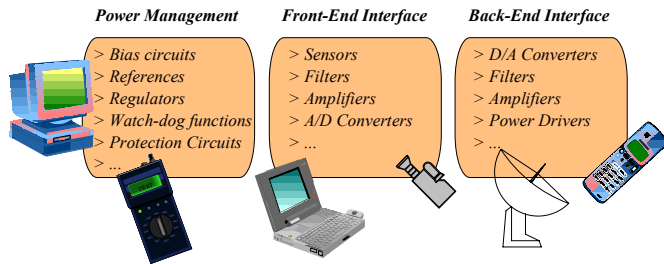 Power Management
> Bias circuits
> References
> Regulators
> Watch-dog functions
> Protection Circuits
> ...
Front-End Interface
> Sensors
> Filters
> Amplifiers
> A/D Converters
> ...
Back-End Interface
> D/A Converters
> Filters
> Amplifiers
> Power Drivers
> ...